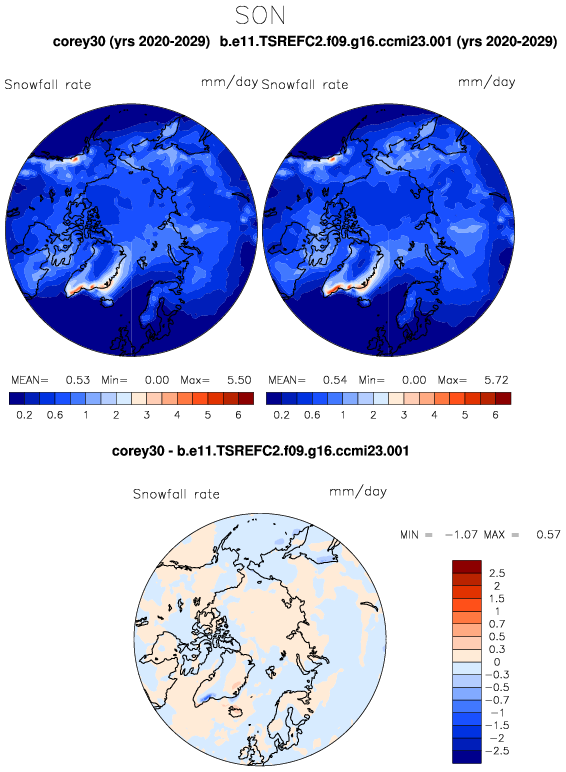 SON
corey30 (yrs 2020-2029) b.e11.TSREFC2.f09.g16.ccmi23.001 (yrs 2020-2029)
Snowfall rate mm/day Snowfall rate mm/day
MEAN= 0.53 Min= 0.00 Max= 5.50 MEAN= 0.54 Min= 0.00 Max= 5.72
0.2 0.6 1 2 3 4 5 6 0.2 0.6 1 2 3 4 5 6
corey30 - b.e11.TSREFC2.f09.g16.ccmi23.001
Snowfall rate mm/day
MIN = -1.07 MAX = 0.57
2.5
2
1.5
1
0.7
0.5
0.3
0
-0.3
-0.5
-0.7
-1
-1.5
-2
-2.5